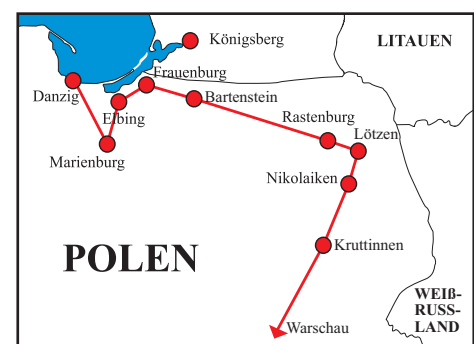 Königsberg
LITAUEN
Frauenburg
Danzig
Bartenstein
Elbing
Rastenburg
Lötzen
Marienburg
Nikolaiken
Kruttinnen
POLEN
WEIß-
RUSS-
LAND
Warschau